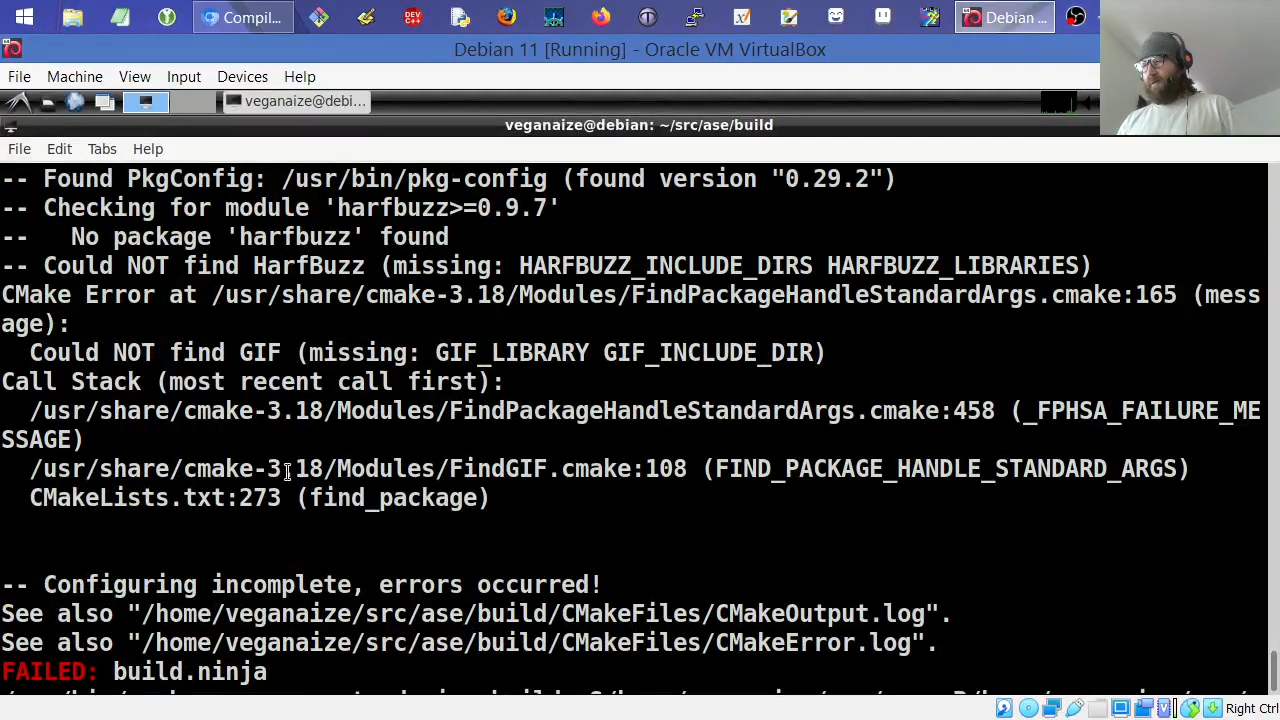 Compil...
DEV C++
Debian ...
Debian 11 [Running] - Oracle VM VirtualBox
File Machine View Input Devices Help
veganaize@debi...
veganaize@debian: ~/src/ase/build
File Edit Tabs Help
-- Found PkgConfig: /usr/bin/pkg-config (found version "0.29.2")
-- Checking for module 'harfbuzz>=0.9.7'
--   No package 'harfbuzz' found
-- Could NOT find HarfBuzz (missing: HARFBUZZ_INCLUDE_DIRS HARFBUZZ_LIBRARIES)
CMake Error at /usr/share/cmake-3.18/Modules/FindPackageHandleStandardArgs.cmake:165 (mess
age):
  Could NOT find GIF (missing: GIF_LIBRARY GIF_INCLUDE_DIR)
Call Stack (most recent call first):
  /usr/share/cmake-3.18/Modules/FindPackageHandleStandardArgs.cmake:458 (_FPHSA_FAILURE_ME
SSAGE)
  /usr/share/cmake-3.18/Modules/FindGIF.cmake:108 (FIND_PACKAGE_HANDLE_STANDARD_ARGS)
  CMakeLists.txt:273 (find_package)
-- Configuring incomplete, errors occurred!
See also "/home/veganaize/src/ase/build/CMakeFiles/CMakeOutput.log".
See also "/home/veganaize/src/ase/build/CMakeFiles/CMakeError.log".
FAILED: build.ninja
Right Ctrl